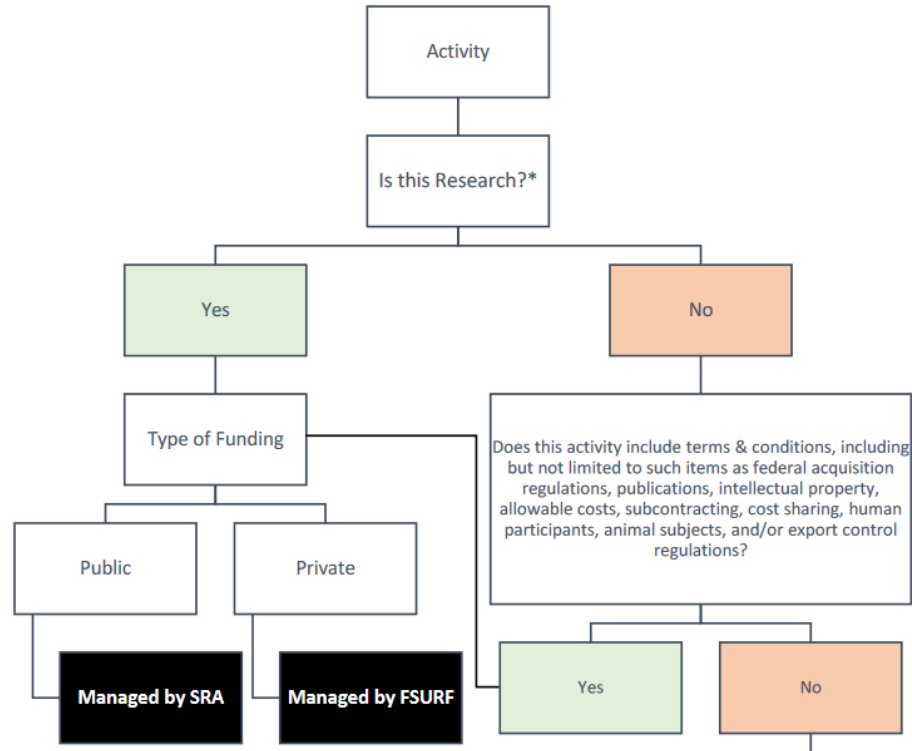 Activity
Is this Research?*
Yes
No
Type of Funding
Does this activity include terms & conditions, including
but not limited to such items as federal acquisition
regulations, publications, intellectual property,
allowable costs, subcontracting, cost sharing, human
participants, animal subjects, and/or export control
regulations?
Public
Private
Managed by SRA
Managed by FSURF
Yes
No